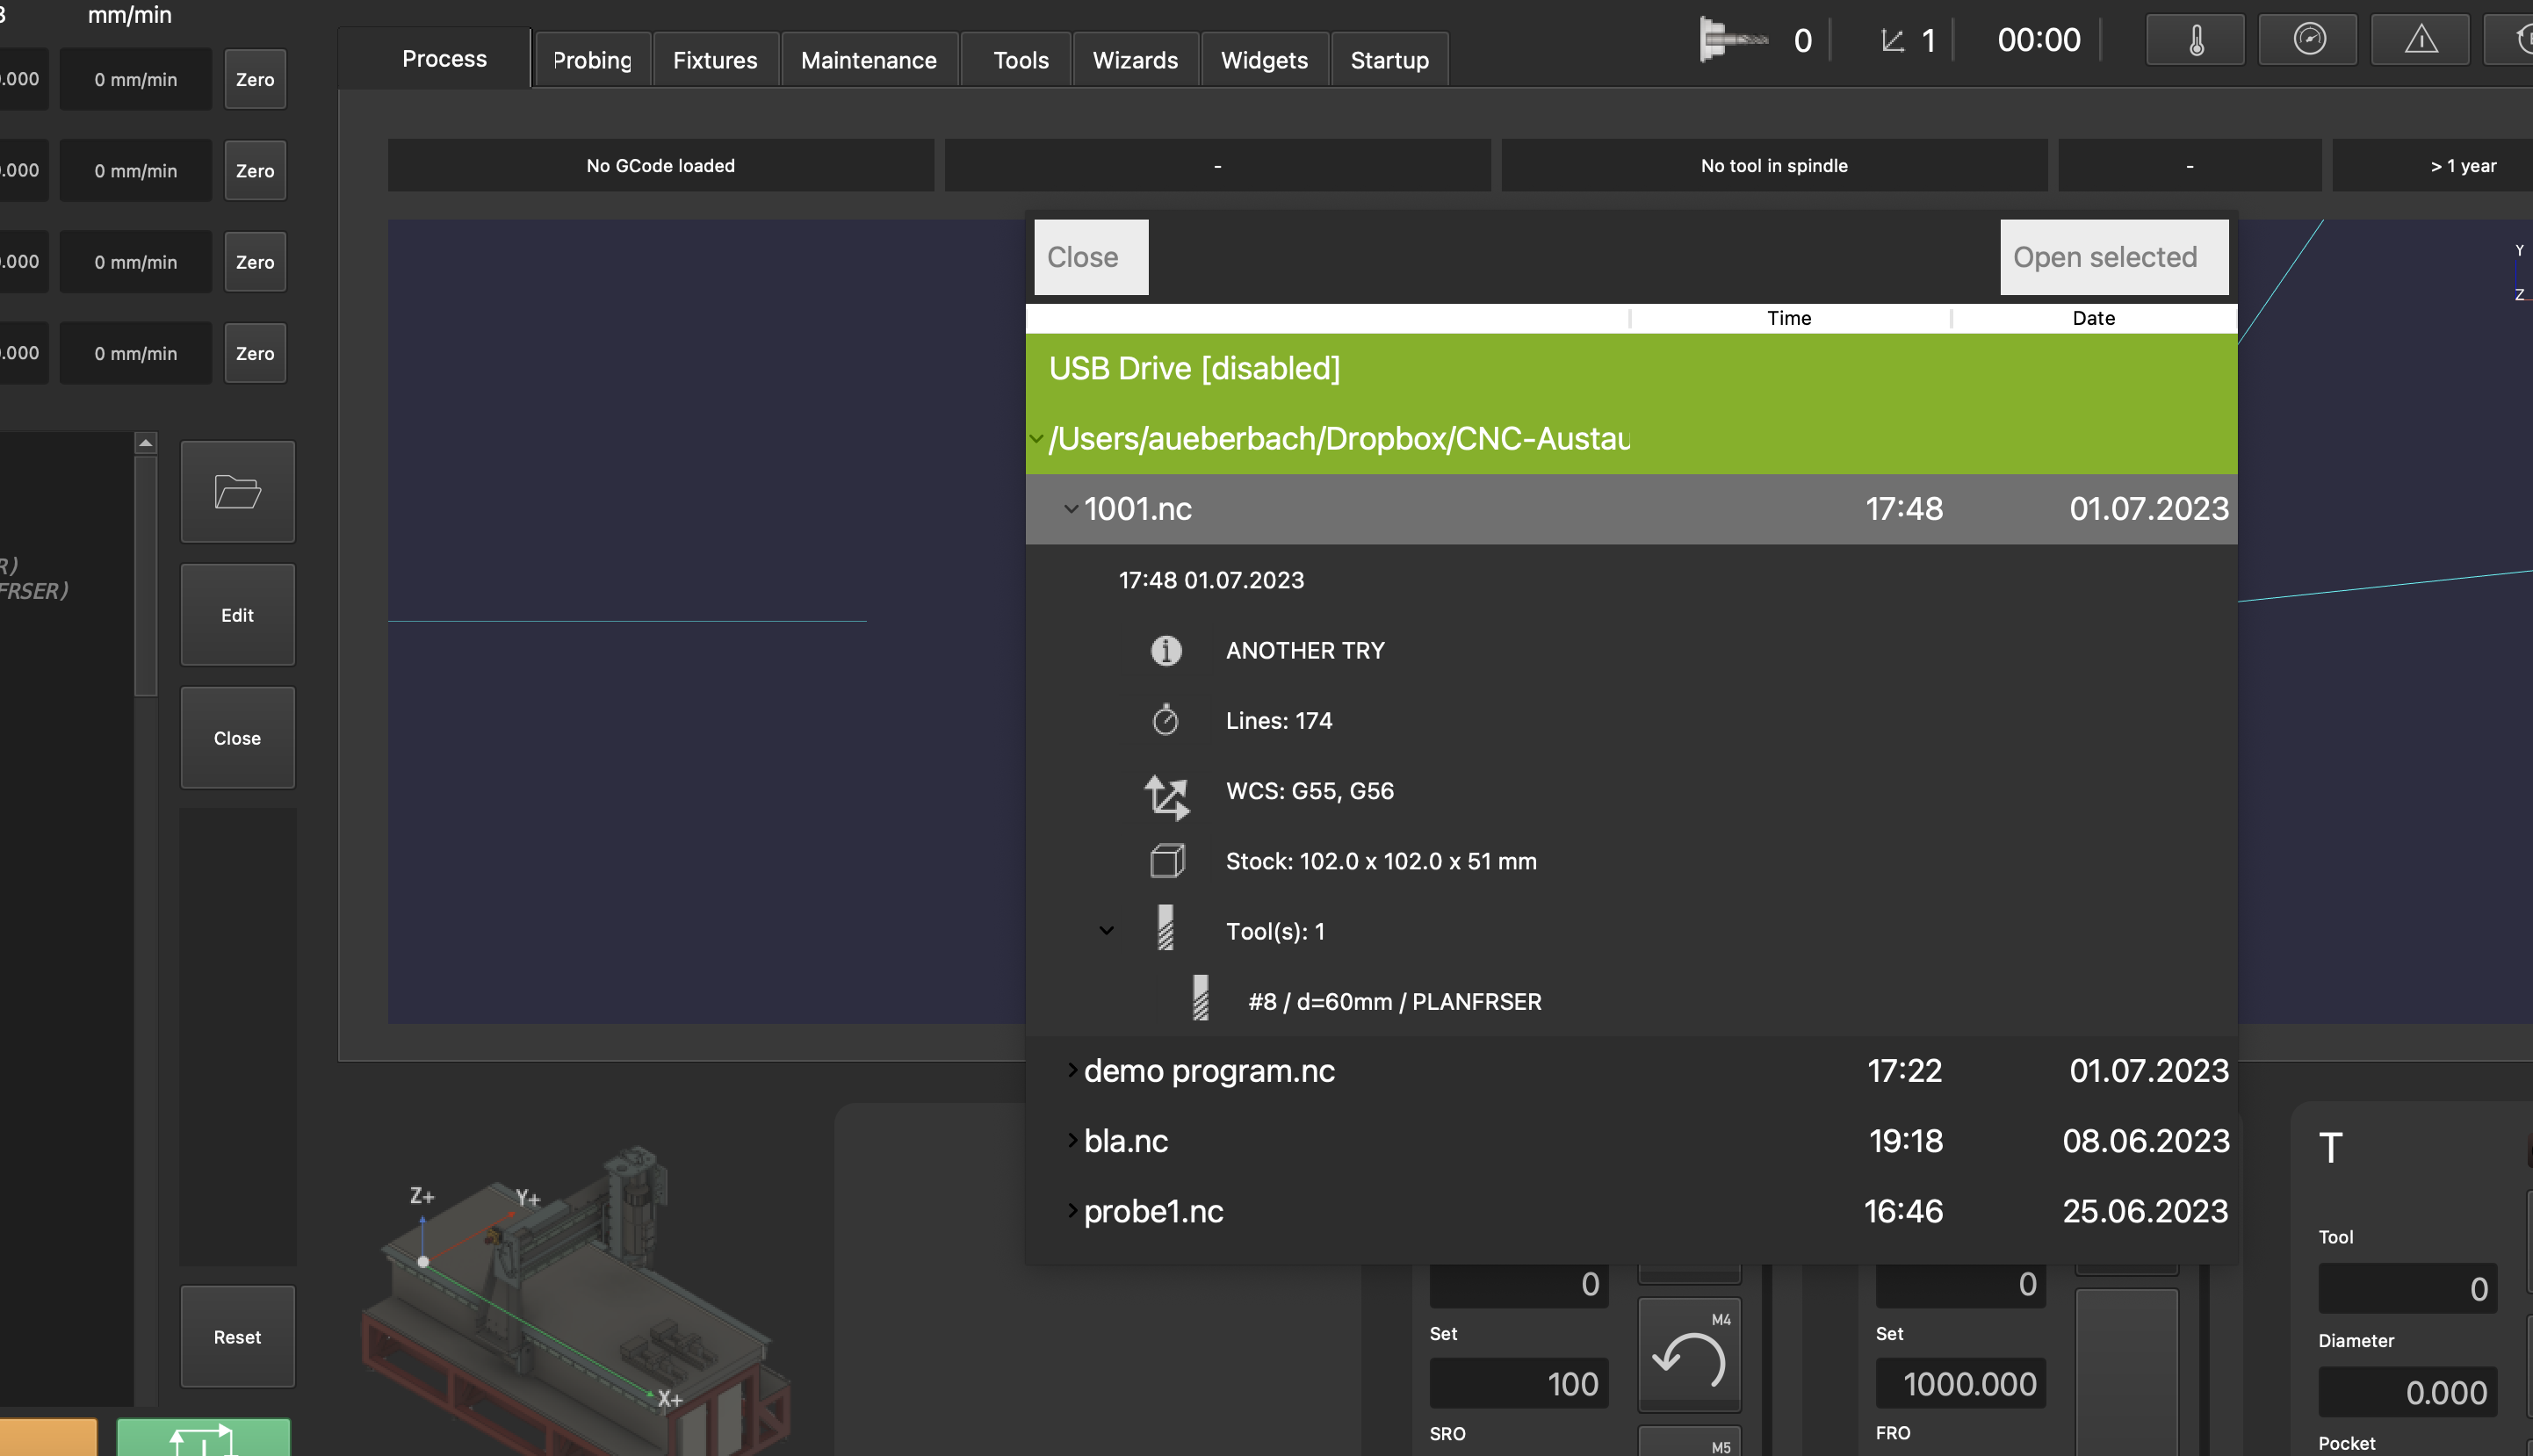 mm/min
Process
Probing
Fixtures
Maintenance
Tools
Wizards
Widgets
Startup
0
1
00:00
.000
0 mm/min
Zero
.000
0 mm/min
Zero
.000
0 mm/min
Zero
.000
0 mm/min
Zero
No GCode loaded
-
No tool in spindle
-
> 1 year
Close
Open selected
Time
Date
USB Drive [disabled]
/Users/aueberbach/Dropbox/CNC-Austau
1001.nc 17:48 01.07.2023
17:48 01.07.2023
ANOTHER TRY
Lines: 174
WCS: G55, G56
Stock: 102.0 x 102.0 x 51 mm
Tool(s): 1
#8 / d=60mm / PLANFRSER
demo program.nc 17:22 01.07.2023
bla.nc 19:18 08.06.2023
probe1.nc 16:46 25.06.2023
Y
Z
R)
FRSER)
Edit
Close
Reset
Z+
Y+
X+
0
Set
100
SRO
M4
M5
0
Set
1000.000
FRO
T
Tool
0
Diameter
0.000
Pocket